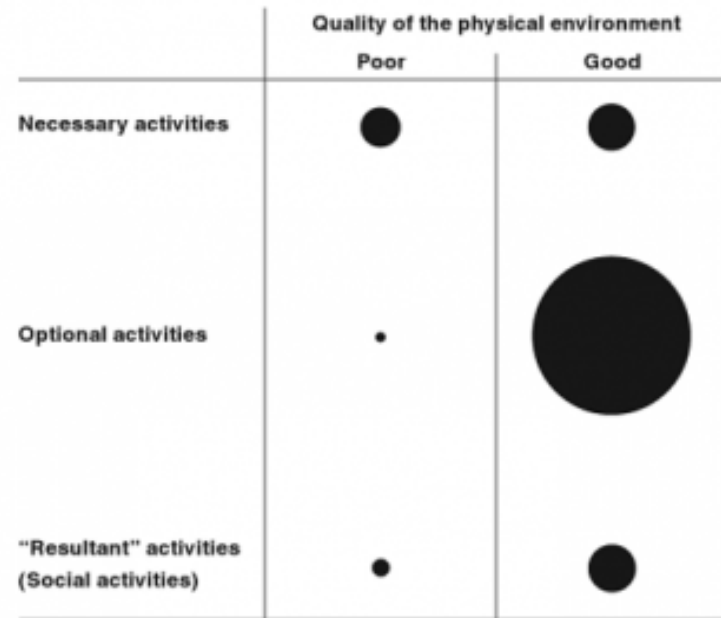 Quality of the physical environment
Poor Good
Necessary activities
Optional activities
“Resultant” activities
(Social activities)